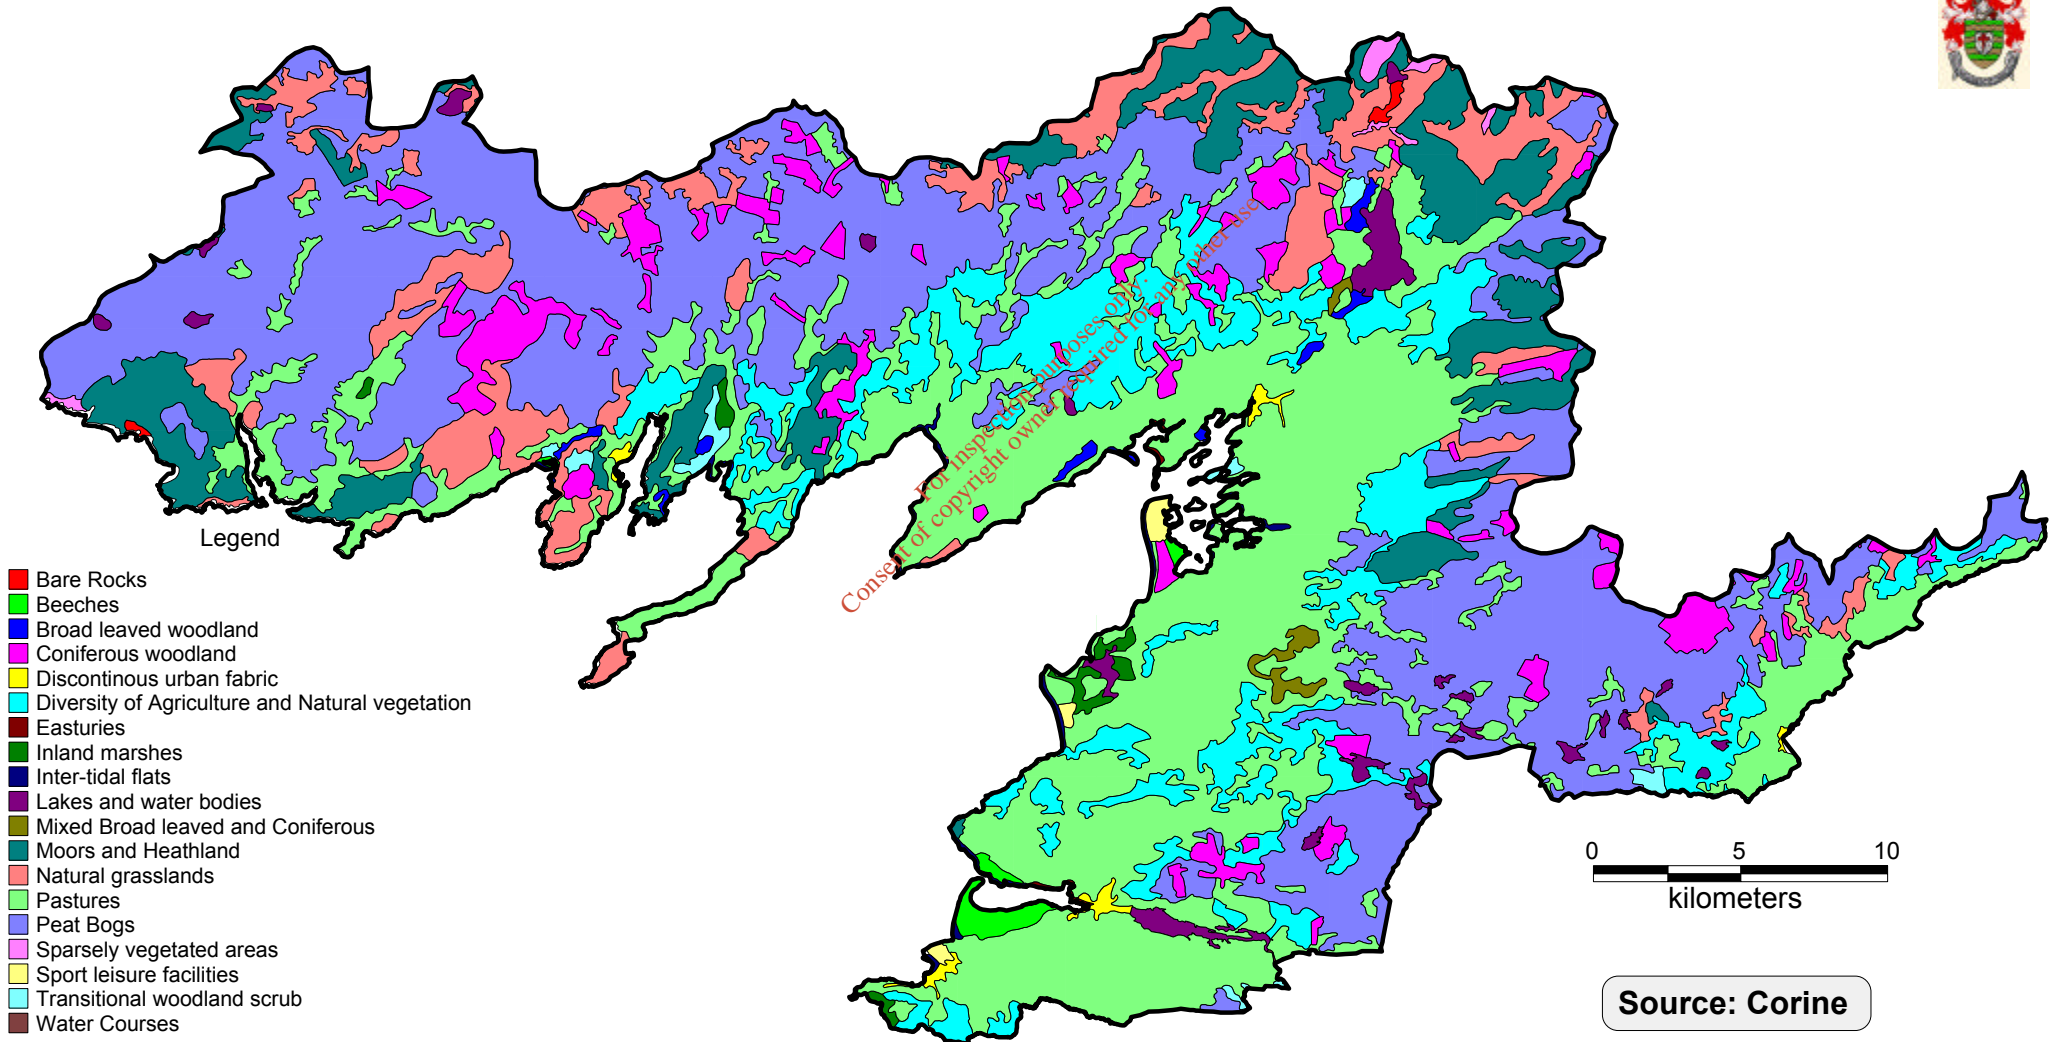 For inspection purposes only.
Consent of copyright owner required for any other use.
Legend
Bare Rocks
Beeches
Broad leaved woodland
Coniferous woodland
Discontinous urban fabric
Diversity of Agriculture and Natural vegetation
Easturies
Inland marshes
Inter-tidal flats
Lakes and water bodies
Mixed Broad leaved and Coniferous
Moors and Heathland
Natural grasslands
Pastures
Peat Bogs
Sparsely vegetated areas
Sport leisure facilities
Transitional woodland scrub
Water Courses
0 5 10
kilometers
Source: Corine